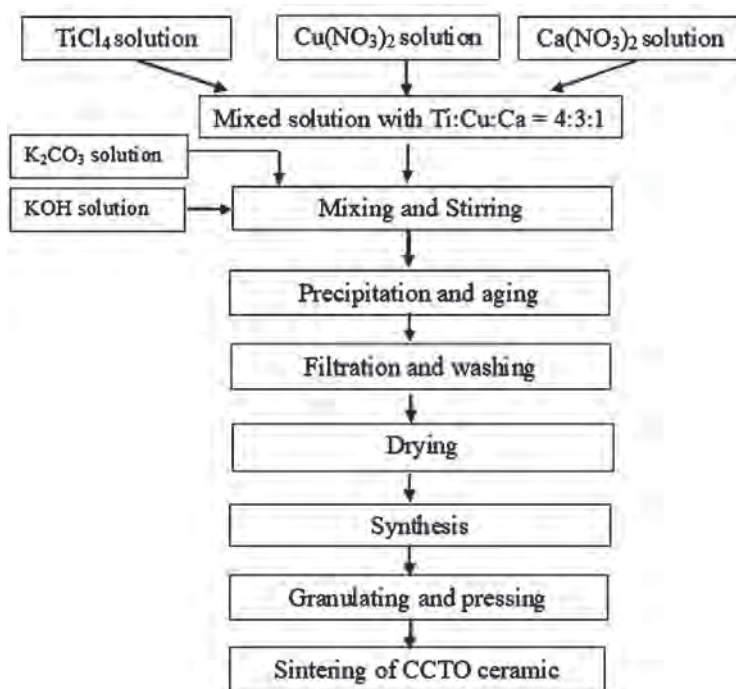 TiCl4 solution
Cu(NO3)2 solution
Ca(NO3)2 solution
Mixed solution with Ti:Cu:Ca = 4:3:1
K2CO3 solution
KOH solution
Mixing and Stirring
Precipitation and aging
Filtration and washing
Drying
Synthesis
Granulating and pressing
Sintering of CCTO ceramic